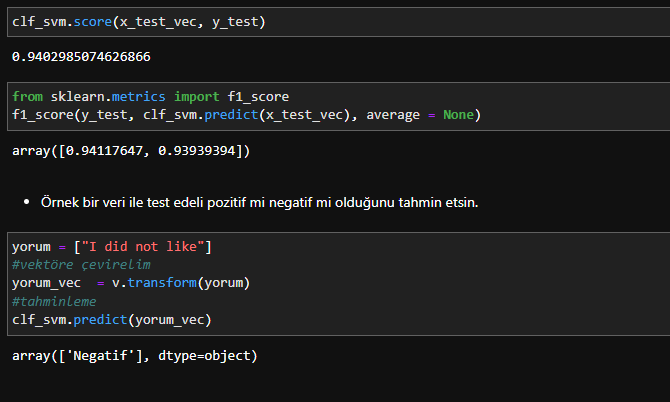 clf_svm.score(x_test_vec, y_test)
0.9402985074626866
from sklearn.metrics import f1_score
f1_score(y_test, clf_svm.predict(x_test_vec), average = None)
array([0.94117647, 0.93939394])
• Örnek bir veri ile test edeli pozitif mi negatif mi olduğunu tahmin etsin.
yorum = ["I did not like"]
#vektöre çevirelim
yorum_vec  = v.transform(yorum)
#tahminleme
clf_svm.predict(yorum_vec)
array(['Negatif'], dtype=object)